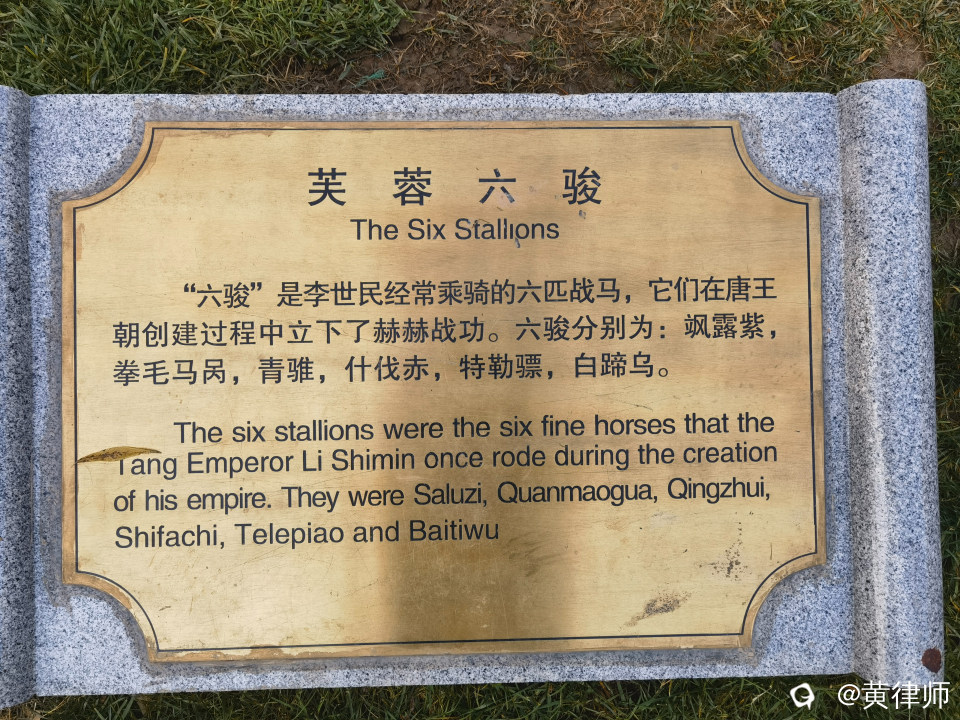 芙蓉六骏
The Six Stallions
“六骏”是李世民经常乘骑的六匹战马，它们在唐王
朝创建过程中立下了赫赫战功。六骏分别为：飒露紫，
拳毛马呙，青骓，什伐赤，特勒骠，白蹄乌。
The six stallions were the six fine horses that the
Tang Emperor Li Shimin once rode during the creation
of his empire. They were Saluzi, Quanmaogua, Qingzhui,
Shifachi, Telepiao and Baitiwu
@黄律师